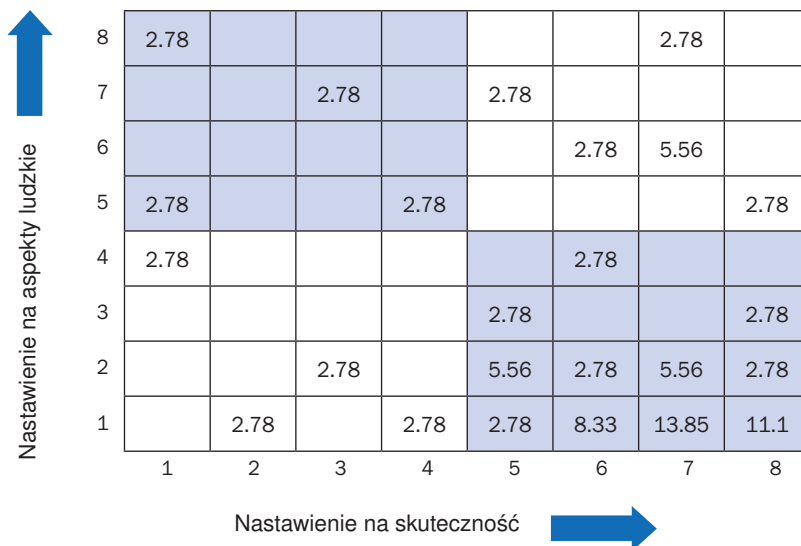 Nastawienie na aspekty ludzkie
8 2.78 2.78
7 2.78 2.78
6 2.78 5.56
5 2.78 2.78 2.78
4 2.78 2.78
3 2.78 2.78
2 2.78 5.56 2.78 5.56 2.78
1 2.78 2.78 2.78 8.33 13.85 11.1
1 2 3 4 5 6 7 8
Nastawienie na skuteczność